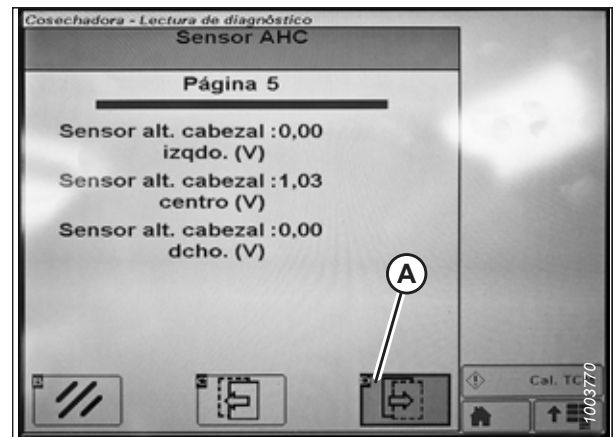 Cosechadora - Lectura de diagnóstico
Sensor AHC
Página 5
Sensor alt. cabezal :0,00
izqdo. (V)
Sensor alt. cabezal :1,03
centro (V)
Sensor alt. cabezal :0,00
dcho. (V)
A
B
C
D
Cal. TC
1003770